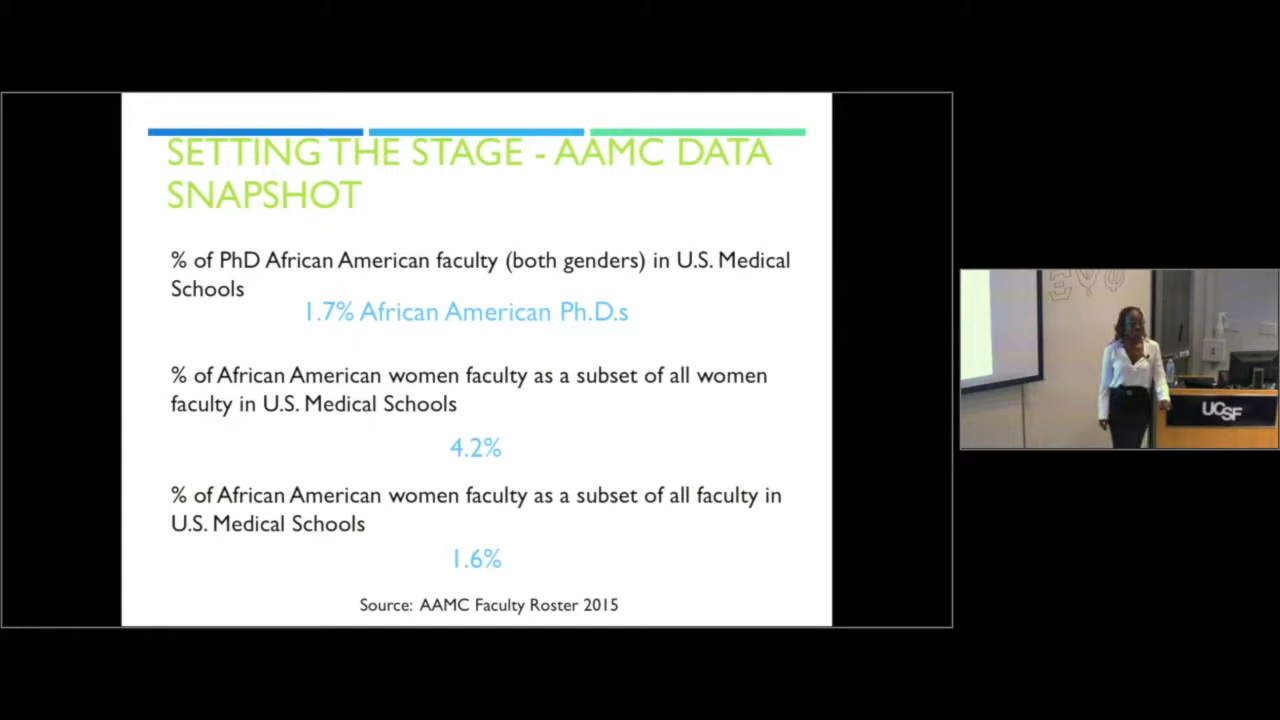 SETTING THE STAGE - AAMC DATA
SNAPSHOT
% of PhD African American faculty (both genders) in U.S. Medical
Schools
1.7% African American Ph.D.s
% of African American women faculty as a subset of all women
faculty in U.S. Medical Schools
4.2%
% of African American women faculty as a subset of all faculty in
U.S. Medical Schools
1.6%
Source: AAMC Faculty Roster 2015
ΞΨΦ
UCSF